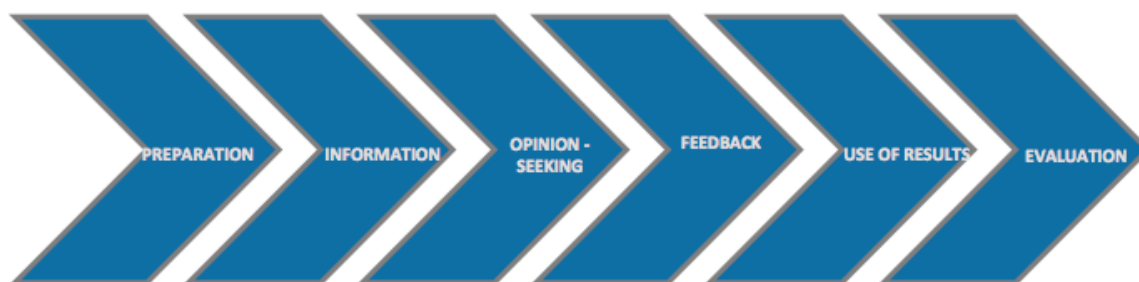 PREPARATION
INFORMATION
OPINION -
SEEKING
FEEDBACK
USE OF RESULTS
EVALUATION